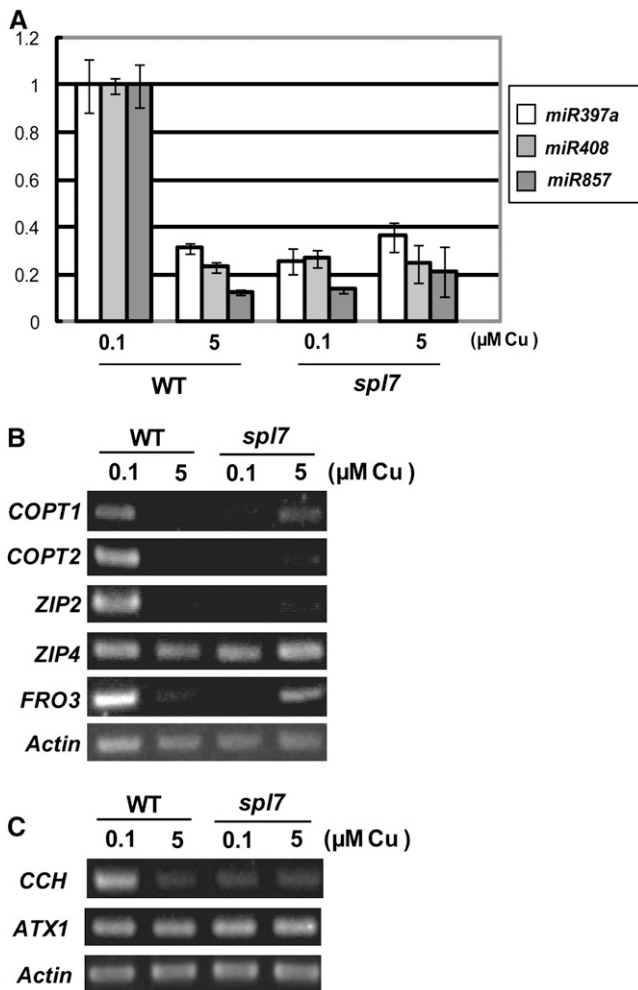 A
1.2
1
0.8
0.6
0.4
0.2
0
miR397a
miR408
miR857
0.1 5 0.1 5 (μM Cu )
WT spl7
B
WT spl7
0.1 5 0.1 5 (μM Cu )
COPT1
COPT2
ZIP2
ZIP4
FRO3
Actin
C
WT spl7
0.1 5 0.1 5 (μM Cu )
CCH
ATX1
Actin